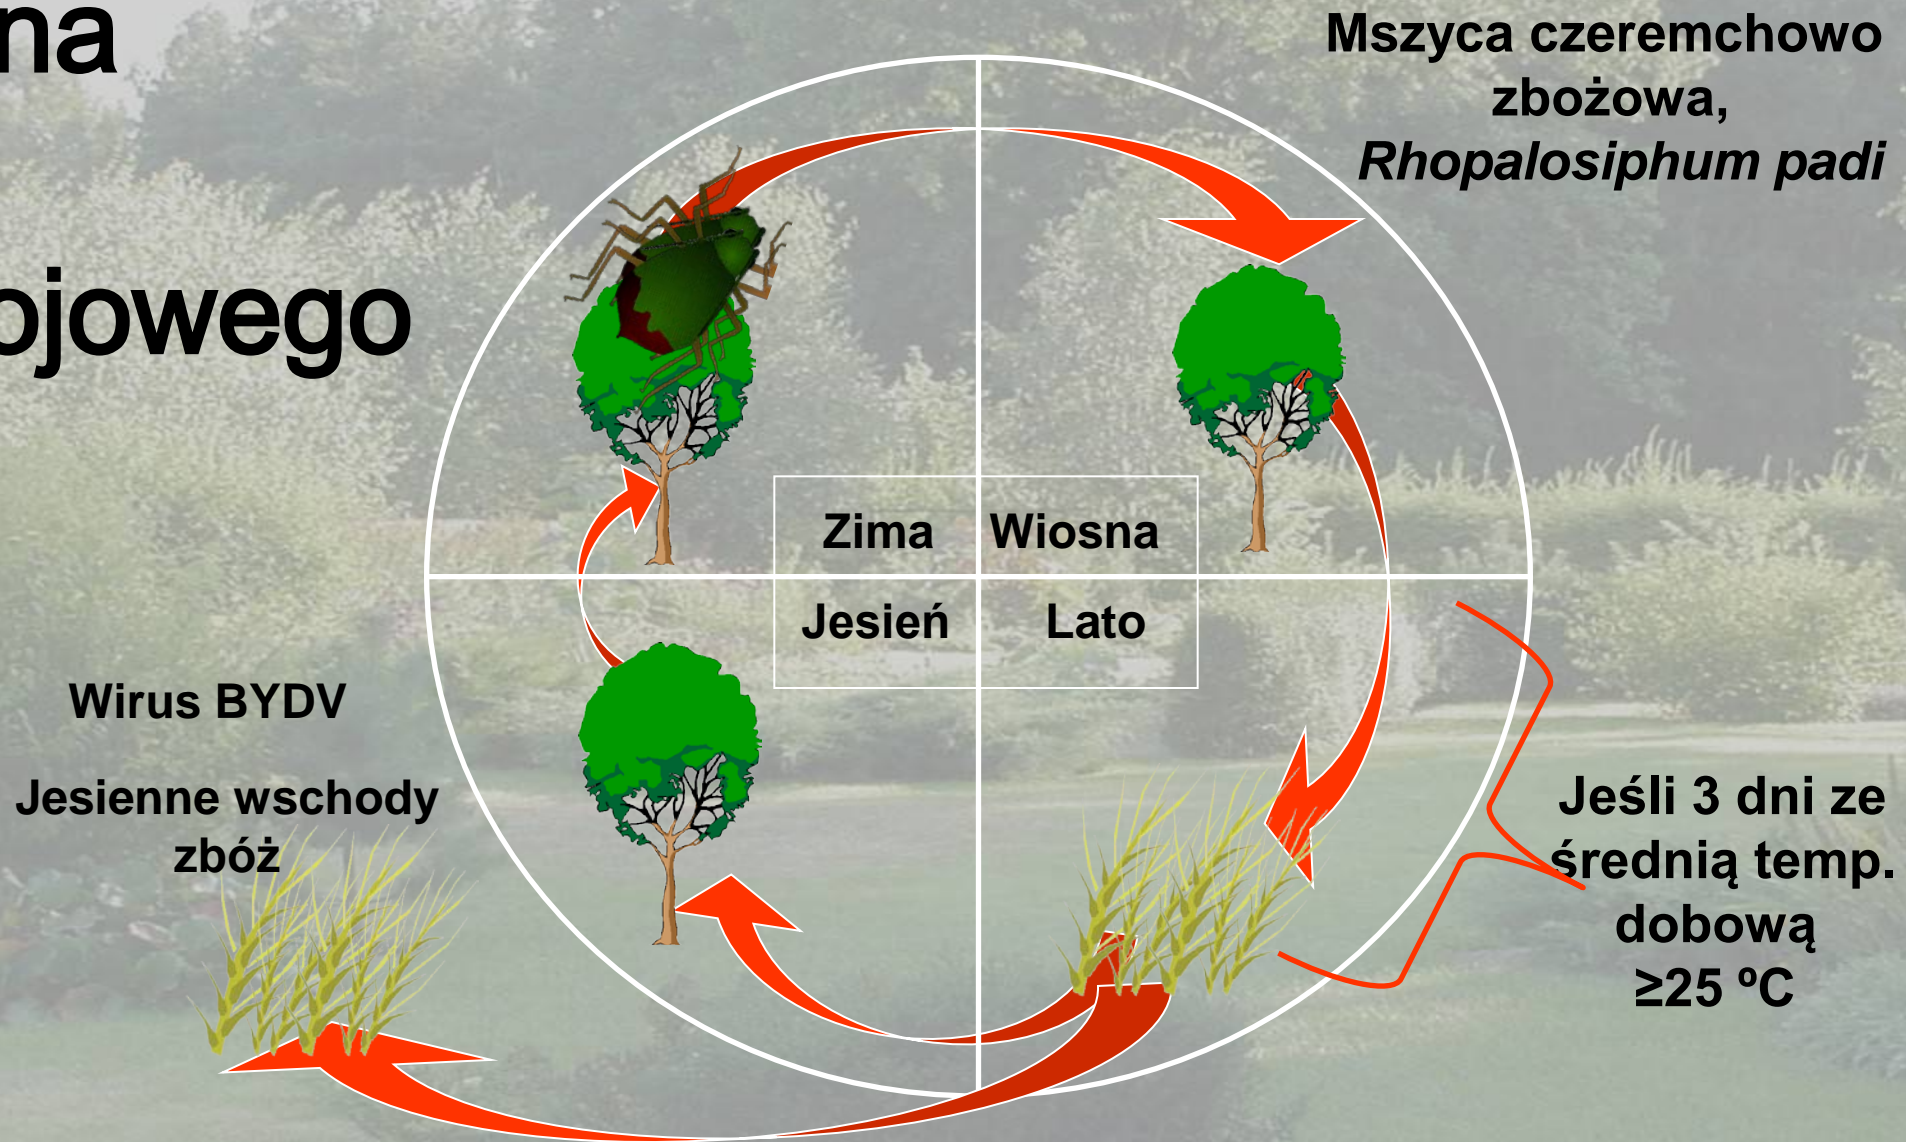 na
ojowego
Mszyca czeremchowo
zbożowa,
Rhopalosiphum padi
Zima
Wiosna
Jesień
Lato
Wirus BYDV
Jesienne wschody
zbóż
Jeśli 3 dni ze
średnią temp.
dobową
≥25 ºC